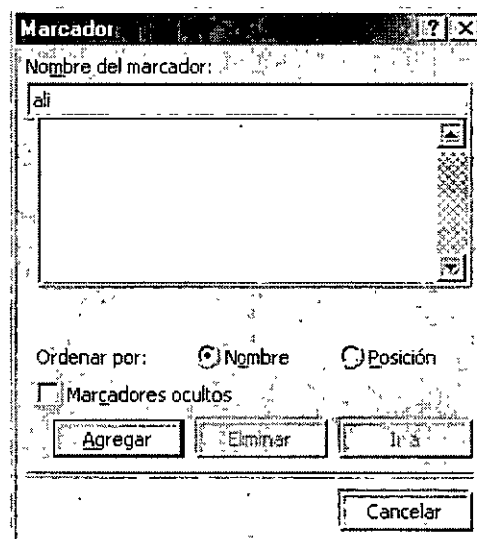 Marcador ? ×
Nombre del marcador:
ali
Ordenar por: Nombre Posición
Marcadores ocultos
Agregar Eliminar Ir a
Cancelar